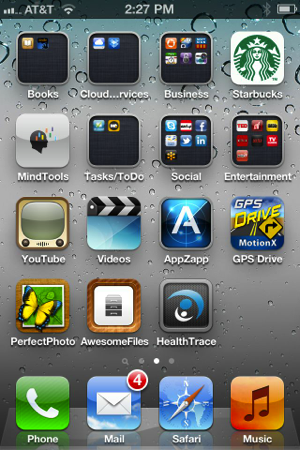 AT&T 2:27 PM
Books Cloud...rvices Business Starbucks
MindTools Tasks/ToDo Social Entertainment
GPS
DRIVE
MotionX
YouTube Videos AppZapp GPS Drive
PerfectPhoto AwesomeFiles HealthTrace
4
Phone Mail Safari Music